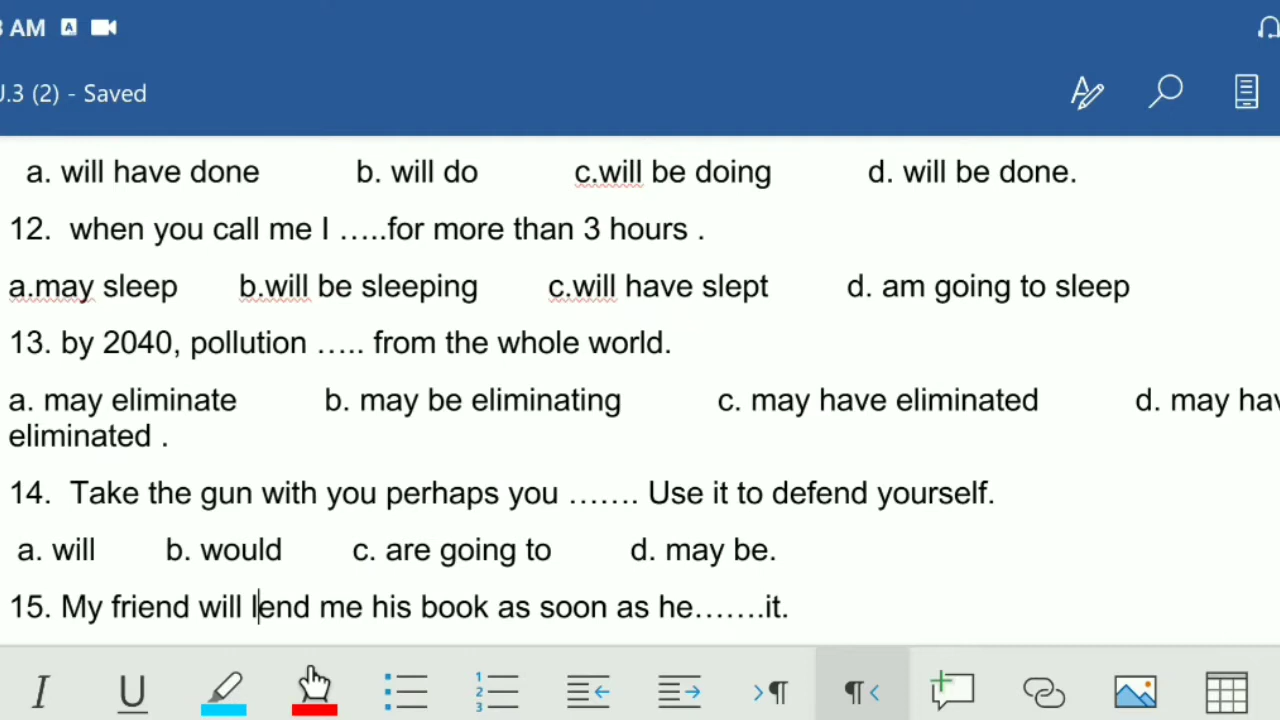 AM A
(2) - Saved
a. will have done b. will do c.will be doing d. will be done.
12. when you call me I …..for more than 3 hours .
a.may sleep b.will be sleeping c.will have slept d. am going to sleep
13. by 2040, pollution ….. from the whole world.
a. may eliminate b. may be eliminating c. may have eliminated d. may
eliminated .
14. Take the gun with you perhaps you ……. Use it to defend yourself.
a. will b. would c. are going to d. may be.
15. My friend will lend me his book as soon as he…….it.